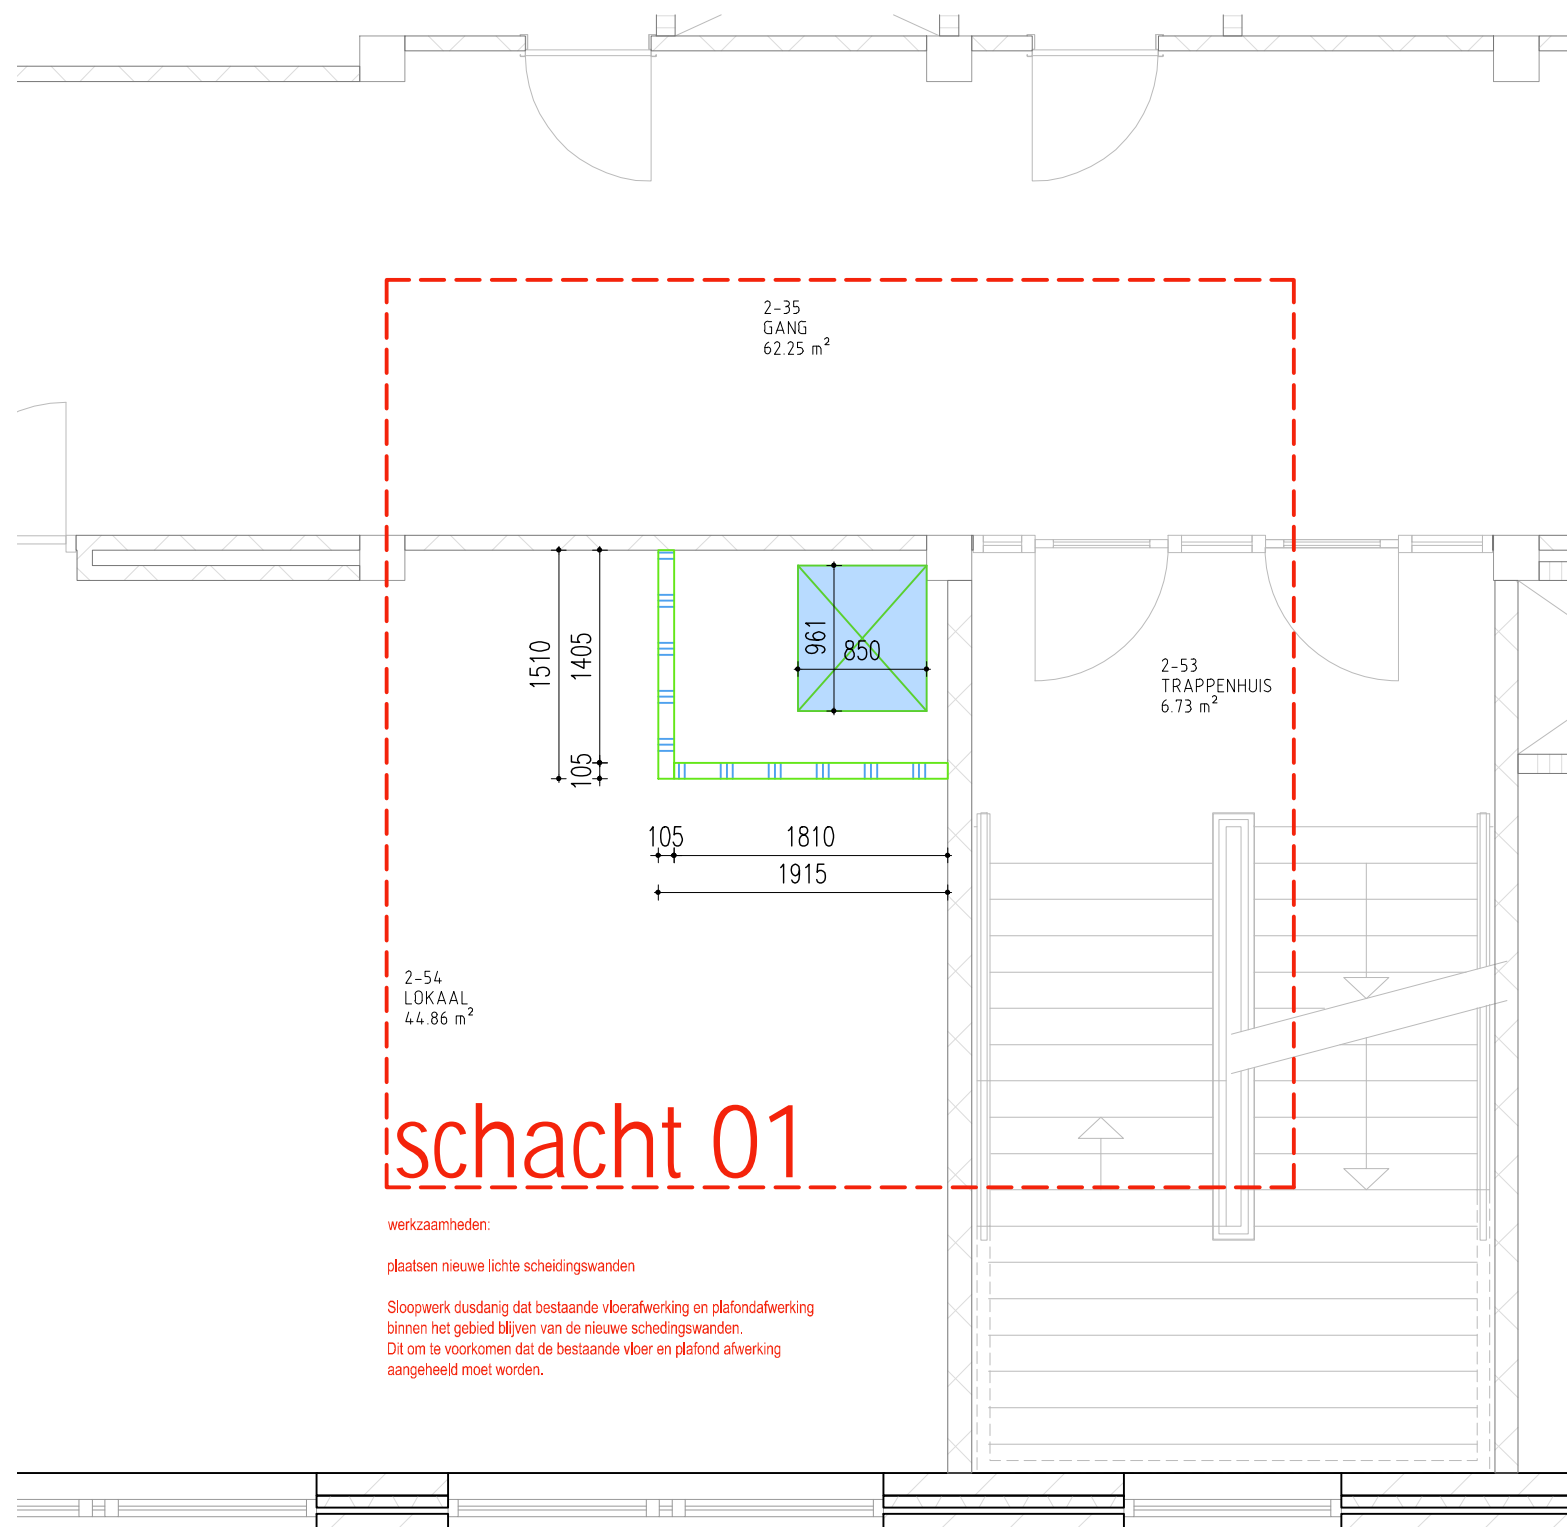 2-35
GANG
62.25 m²
1510
1405
105
961
850
2-53
TRAPPENHUIS
6.73 m²
105
1810
1915
2-54
LOKAAL
44.86 m²
schacht 01
werkzaamheden:
plaatsen nieuwe lichte scheidingswanden
Sloopwerk dusdanig dat bestaande vloerafwerking en plafondafwerking
binnen het gebied blijven van de nieuwe schedingswanden.
Dit om te voorkomen dat de bestaande vloer en plafond afwerking
aangeheeld moet worden.